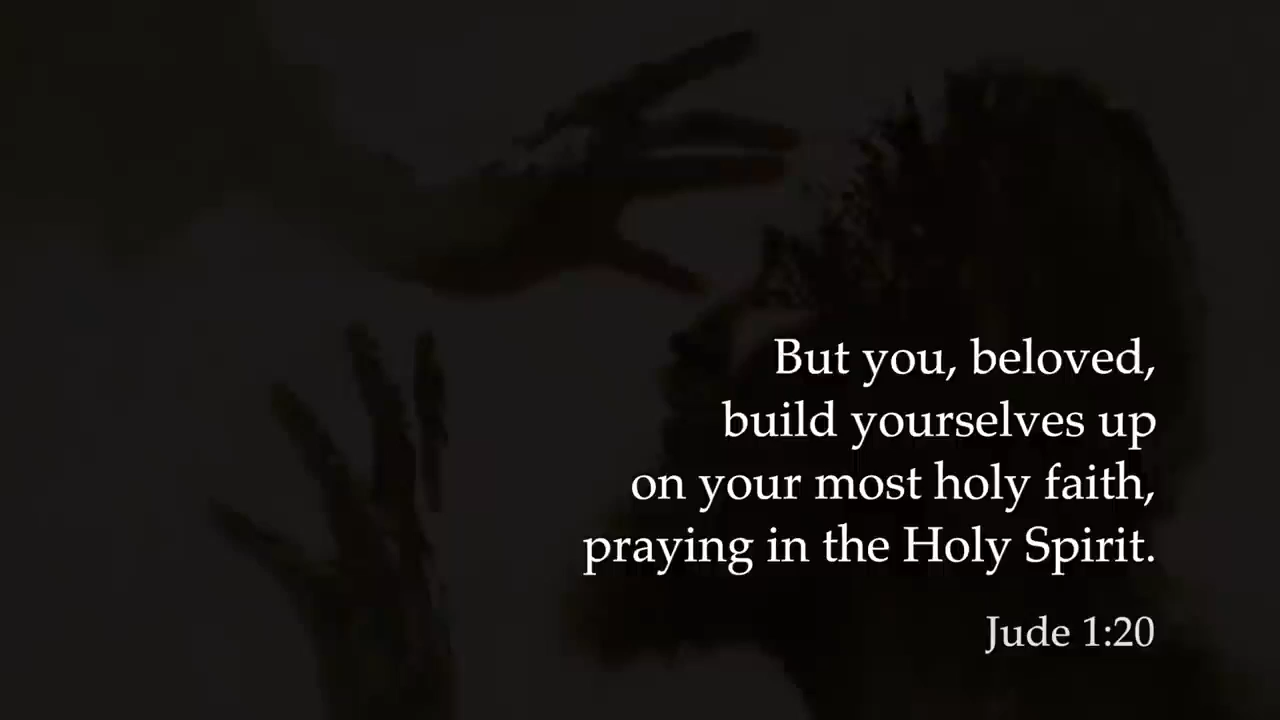 But you, beloved,
build yourselves up
on your most holy faith,
praying in the Holy Spirit.
Jude 1:20